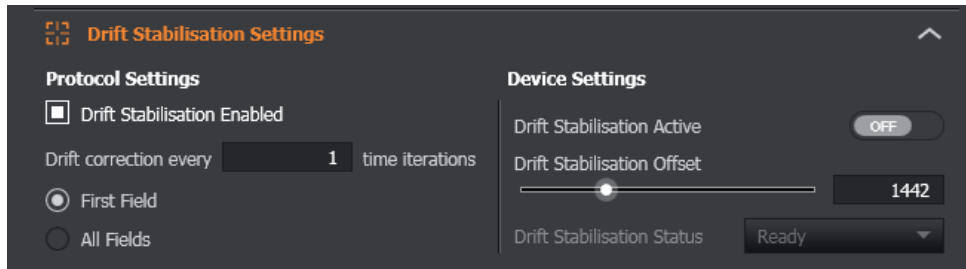 Drift Stabilisation Settings
Protocol Settings
Drift Stabilisation Enabled
Drift correction every 1 time iterations
First Field
All Fields
Device Settings
Drift Stabilisation Active OFF
Drift Stabilisation Offset
1442
Drift Stabilisation Status Ready